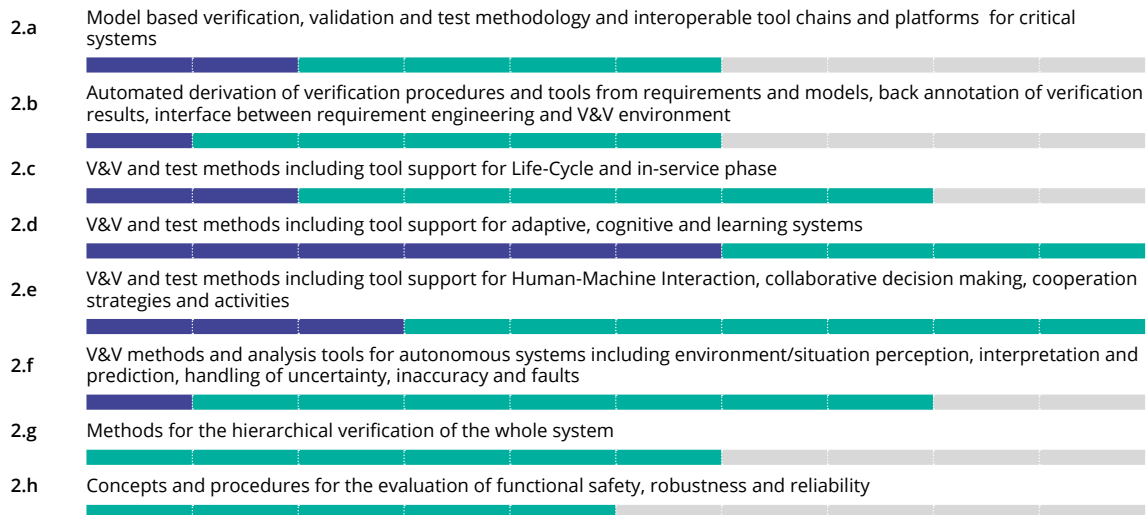 2.a
Model based verification, validation and test methodology and interoperable tool chains and platforms for critical
systems
2.b
Automated derivation of verification procedures and tools from requirements and models, back annotation of verification
results, interface between requirement engineering and V&V environment
2.c
V&V and test methods including tool support for Life-Cycle and in-service phase
2.d
V&V and test methods including tool support for adaptive, cognitive and learning systems
2.e
V&V and test methods including tool support for Human-Machine Interaction, collaborative decision making, cooperation
strategies and activities
2.f
V&V methods and analysis tools for autonomous systems including environment/situation perception, interpretation and
prediction, handling of uncertainty, inaccuracy and faults
2.g
Methods for the hierarchical verification of the whole system
2.h
Concepts and procedures for the evaluation of functional safety, robustness and reliability